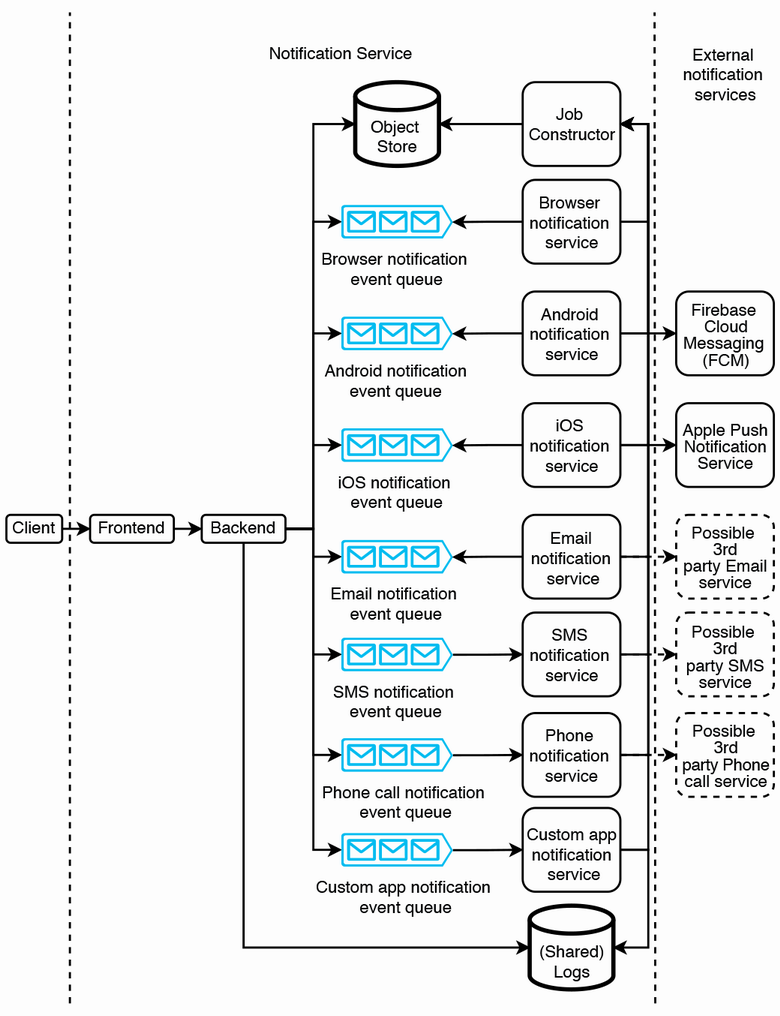 Notification Service
External
notification
services
Object
Store
Job
Constructor
Browser
notification
service
Browser notification
event queue
Android
notification
service
Firebase
Cloud
Messaging
(FCM)
Android notification
event queue
iOS
notification
service
Apple Push
Notification
Service
iOS notification
event queue
Client
Frontend
Backend
Email
notification
service
Possible
3rd
party Email
service
Email notification
event queue
SMS
notification
service
Possible
3rd
party SMS
service
SMS notification
event queue
Phone
notification
service
Possible
3rd
party Phone
call service
Phone call notification
event queue
Custom app
notification
service
Custom app notification
event queue
(Shared)
Logs